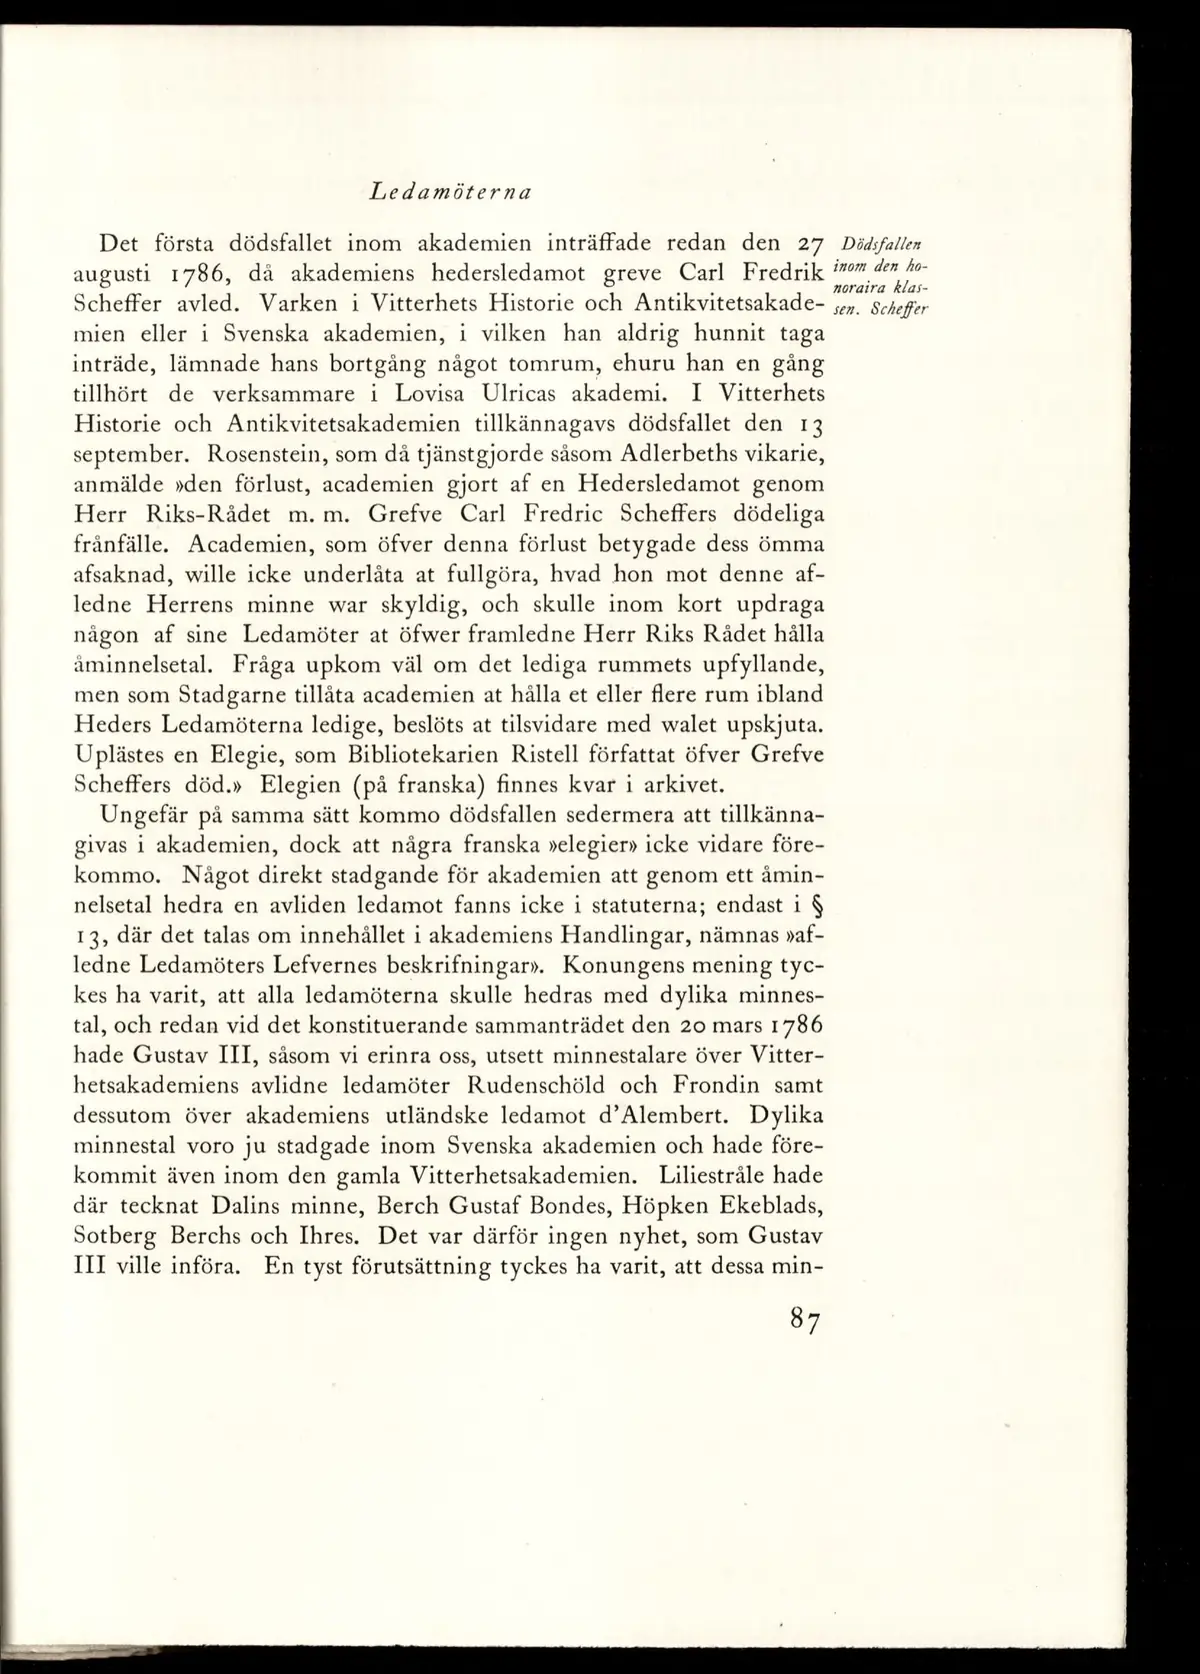 Ledamöterna
Det första dödsfallet inom akademien inträffade redan den 27
augusti 1786, då akademiens hedersledamot greve Carl Fredrik
Scheffer avled. Varken i Vitterhets Historie och Antikvitetsakade-
mien eller i Svenska akademien, i vilken han aldrig hunnit taga
inträde, lämnade hans bortgång något tomrum, ehuru han en gång
tillhört de verksammare i Lovisa Ulricas akademi. I Vitterhets
Historie och Antikvitetsakademien tillkännagavs dödsfallet den 13
september. Rosenstein, som då tjänstgjorde såsom Adlerbeths vikarie,
anmälde »den förlust, academien gjort af en Hedersledamot genom
Herr Riks-Rådet m. m. Grefve Carl Fredric Scheffers dödeliga
frånfälle. Academien, som öfver denna förlust betygade dess ömma
afsaknad, wille icke underlåta at fullgöra, hvad hon mot denne af-
ledne Herrens minne war skyldig, och skulle inom kort updraga
någon af sine Ledamöter at öfwer framledne Herr Riks Rådet hålla
åminnelsetal. Fråga upkom väl om det lediga rummets upfyllande,
men som Stadgarne tillåta academien at hålla et eller flere rum ibland
Heders Ledamöterna ledige, beslöts at tilsvidare med walet upskjuta.
Uplästes en Elegie, som Bibliotekarien Ristell författat öfver Grefve
Scheffers död.» Elegien (på franska) finnes kvar i arkivet.
Ungefär på samma sätt kommo dödsfallen sedermera att tillkänna-
givas i akademien, dock att några franska »elegier» icke vidare före-
kommo. Något direkt stadgande för akademien att genom ett åmin-
nelsetal hedra en avliden ledamot fanns icke i statuterna; endast i §
13, där det talas om innehållet i akademiens Handlingar, nämnas »af-
ledne Ledamöters Lefvernes beskrifningar». Konungens mening tyc-
kes ha varit, att alla ledamöterna skulle hedras med dylika minnes-
tal, och redan vid det konstituerande sammanträdet den 20 mars 1786
hade Gustav III, såsom vi erinra oss, utsett minnestalare över Vitter-
hetsakademiens avlidne ledamöter Rudenschöld och Frondin samt
dessutom över akademiens utländske ledamot d'Alembert. Dylika
minnestal voro ju stadgade inom Svenska akademien och hade före-
kommit även inom den gamla Vitterhetsakademien. Liliestråle hade
där tecknat Dalins minne, Berch Gustaf Bondes, Höpken Ekeblads,
Sotberg Berchs och Ihres. Det var därför ingen nyhet, som Gustav
III ville införa. En tyst förutsättning tyckes ha varit, att dessa min-
Dödsfallen
inom den ho-
noraira klas-
sen. Scheffer
87